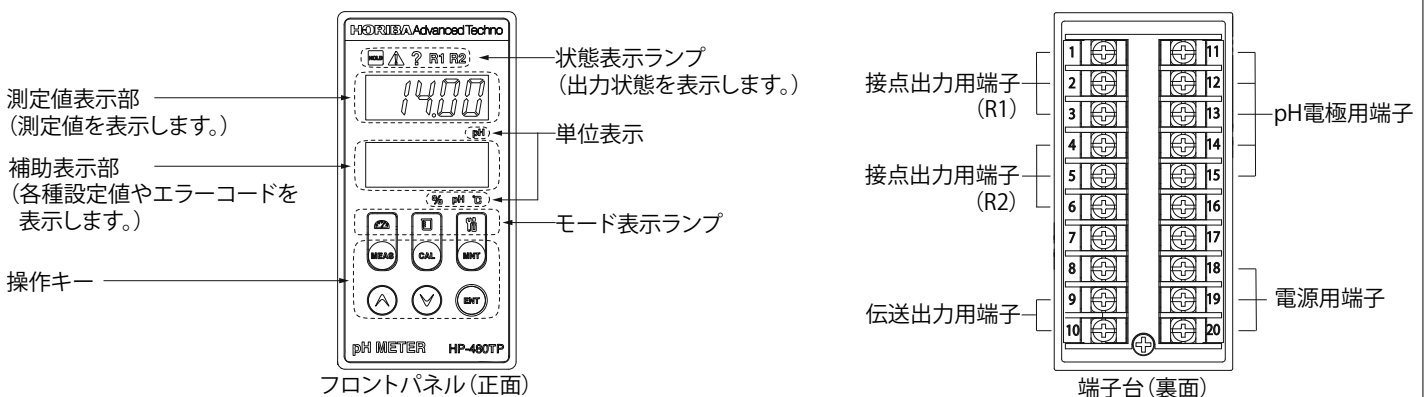 HORIBA Advanced Techno
HOLD ? R1 R2
14.00
pH
% pH ℃
MEAS CAL MNT
ENT
pH METER HP-480TP
フロントパネル（正面）
測定値表示部
（測定値を表示します。）
補助表示部
（各種設定値やエラーコードを
表示します。）
操作キー
状態表示ランプ
（出力状態を表示します。）
単位表示
モード表示ランプ
接点出力用端子
(R1)
接点出力用端子
(R2)
伝送出力用端子
1 11
2 12
3 13
4 14
5 15
6 16
7 17
8 18
9 19
10 20
pH電極用端子
電源用端子
端子台（裏面）